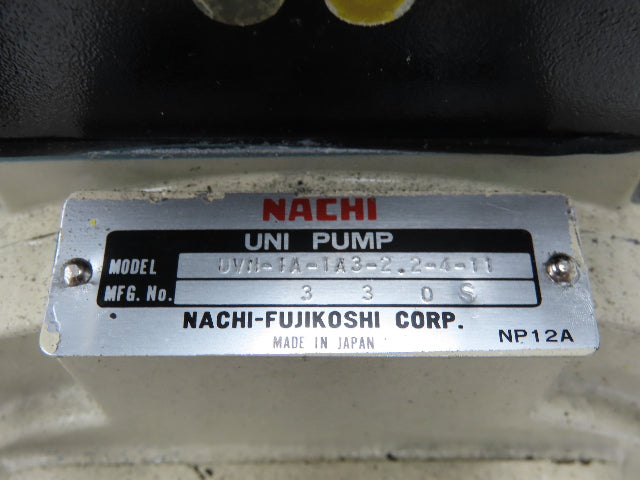 NACHI
UNI PUMP
MODEL UVN-1A-1A3-2.2-4-11
MFG. No. 3 3 0 S
NACHI-FUJIKOSHI CORP.
MADE IN JAPAN
NP12A